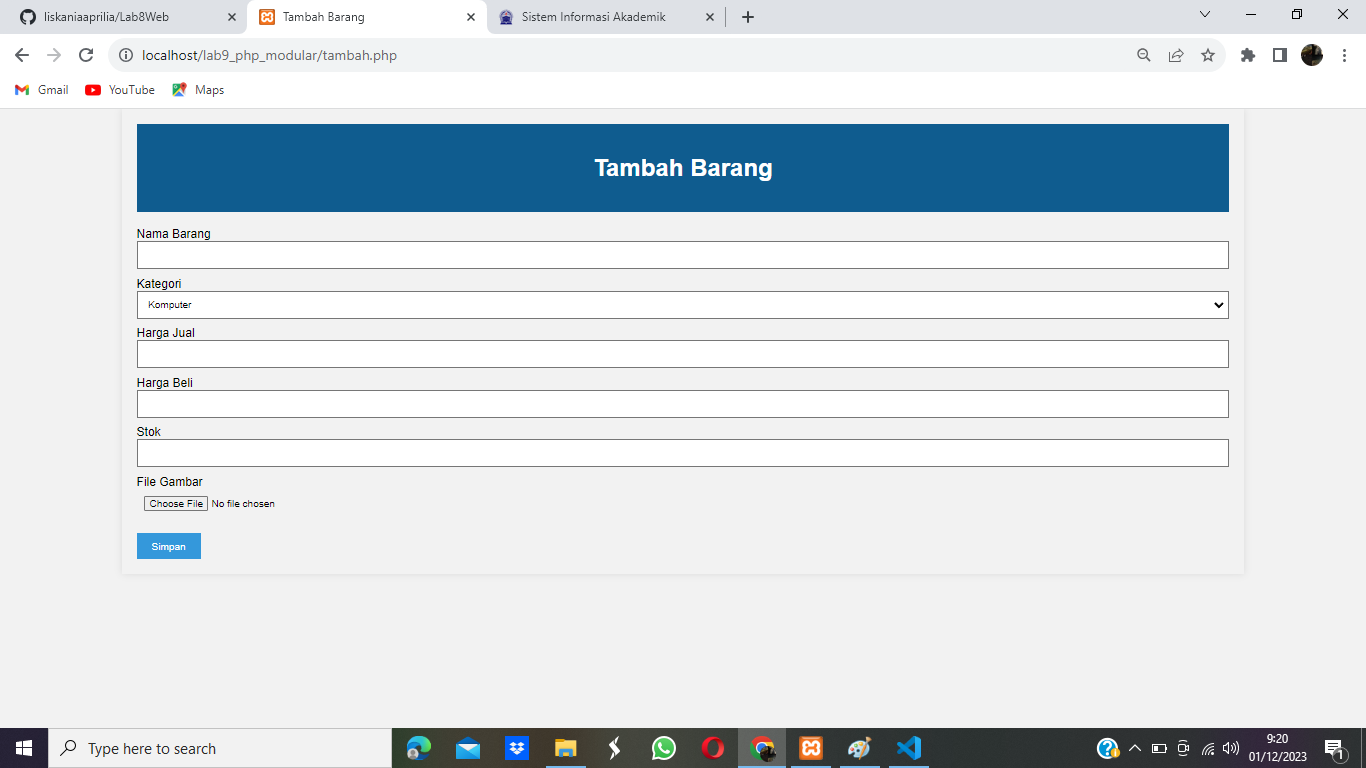 liskaniaaprilia/Lab8Web
Tambah Barang
Sistem Informasi Akademik
localhost/lab9_php_modular/tambah.php
Gmail
YouTube
Maps
Tambah Barang
Nama Barang
Kategori
Komputer
Harga Jual
Harga Beli
Stok
File Gambar
Choose File No file chosen
Simpan
Type here to search
9:20
01/12/2023
1